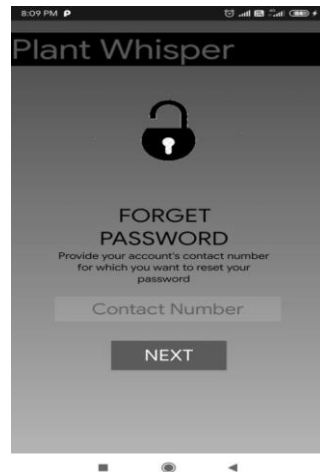 8:09 PM P
Plant Whisper
FORGET
PASSWORD
Provide your account's contact number
for which you want to reset your
password
Contact Number
NEXT